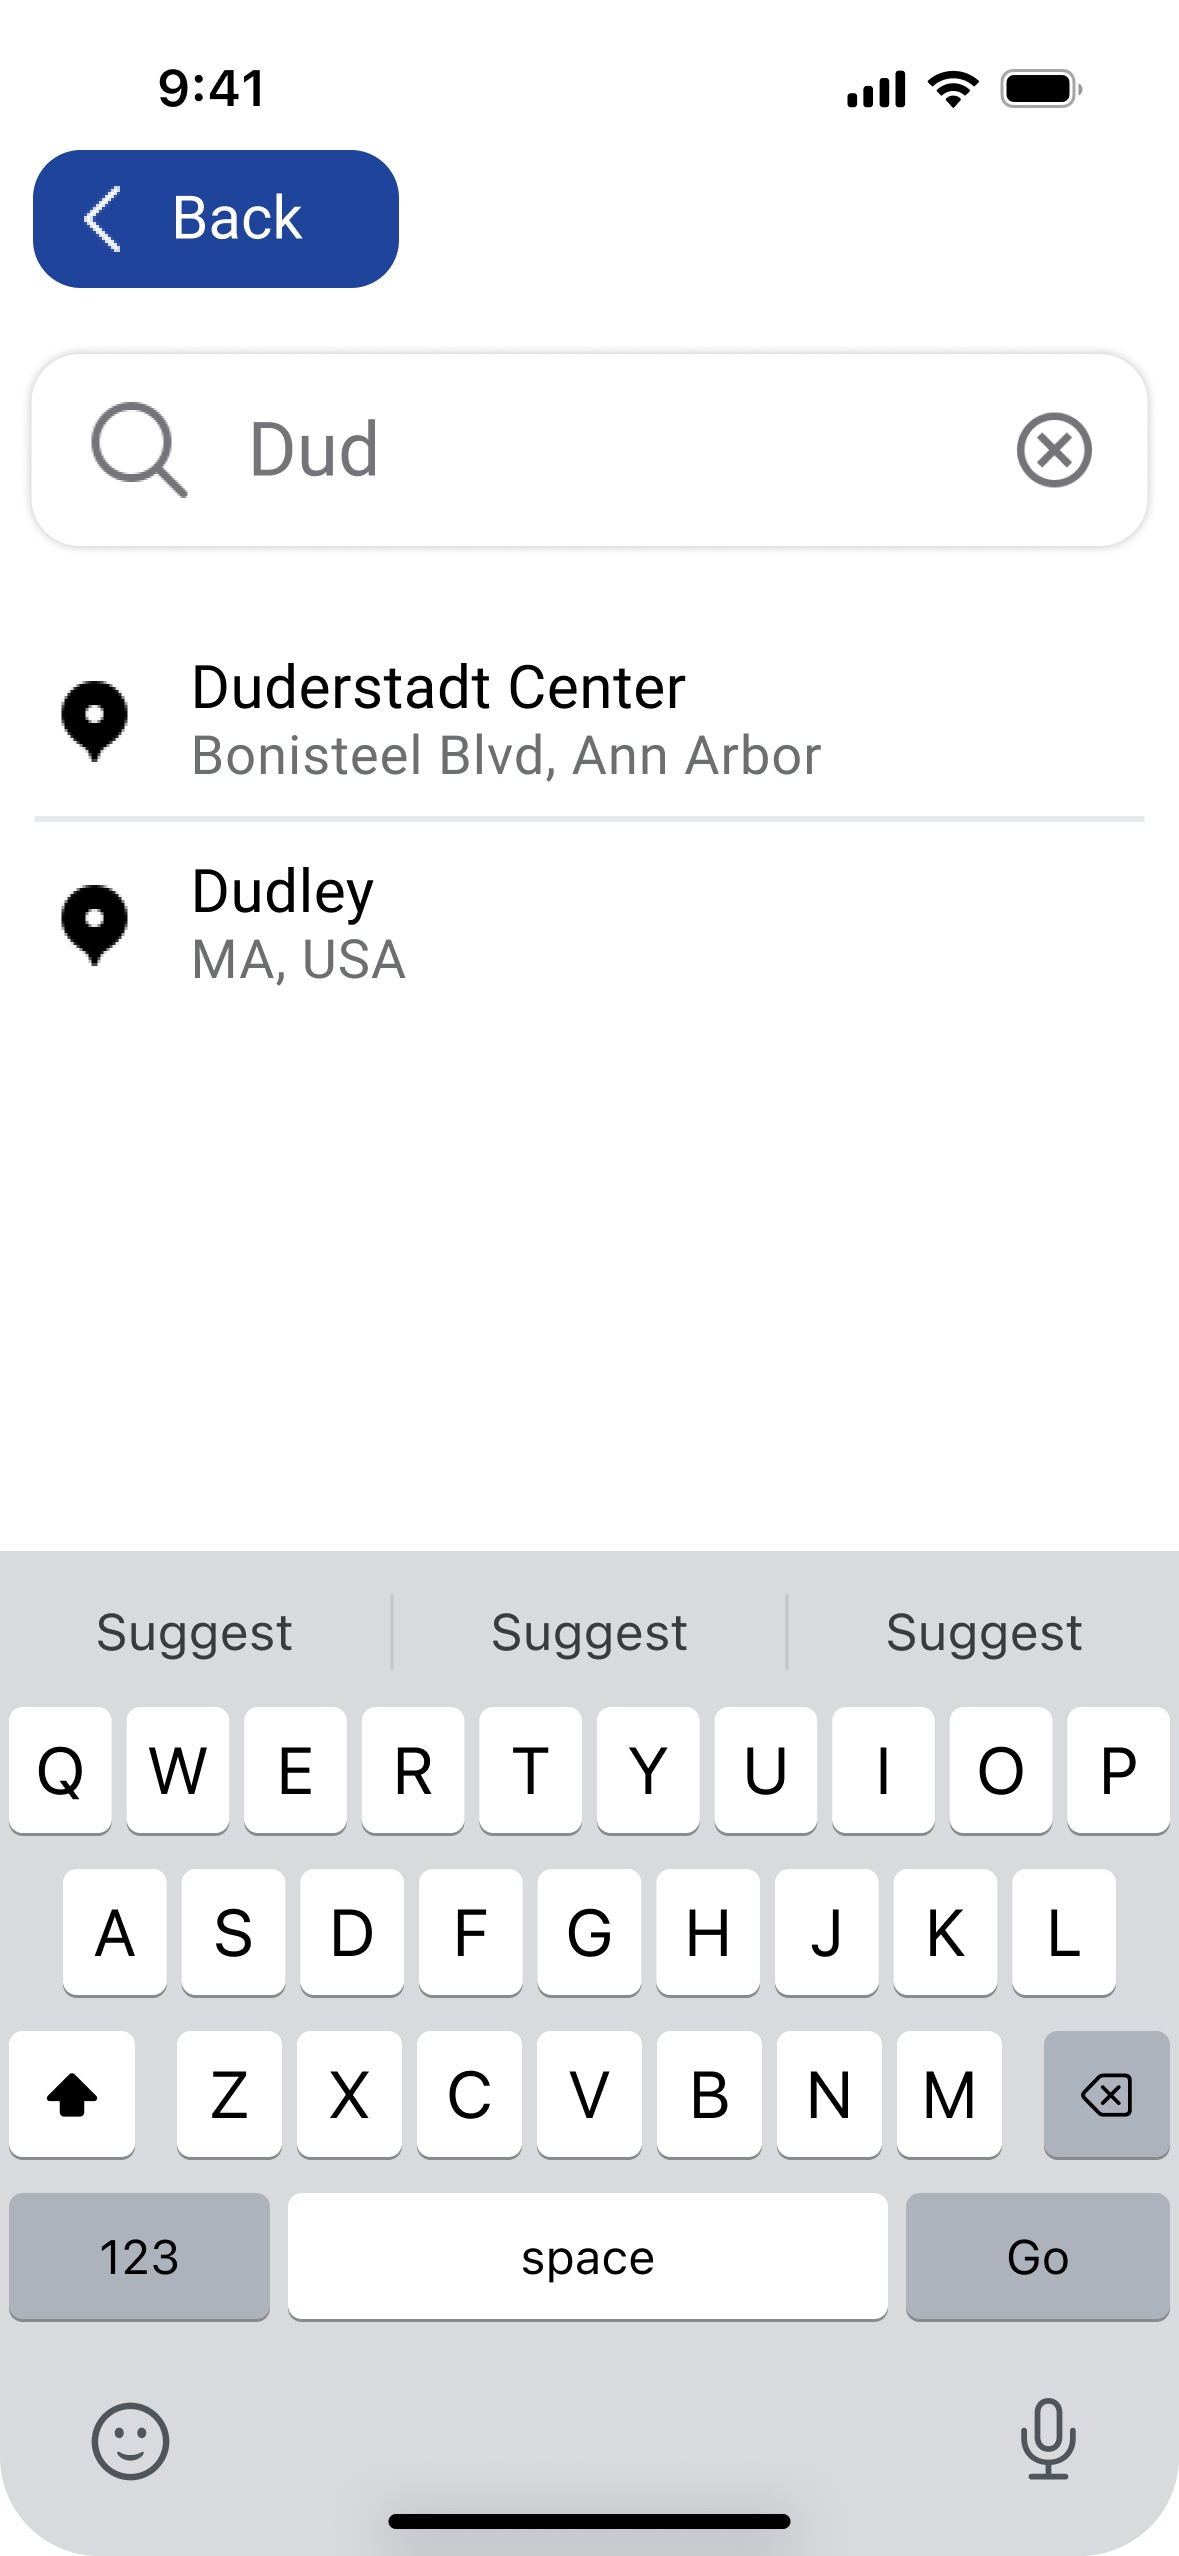 9:41
Back
Dud
Duderstadt Center
Bonisteel Blvd, Ann Arbor
Dudley
MA, USA
Suggest Suggest Suggest
Q W E R T Y U I O P
A S D F G H J K L
Z X C V B N M
123 space Go